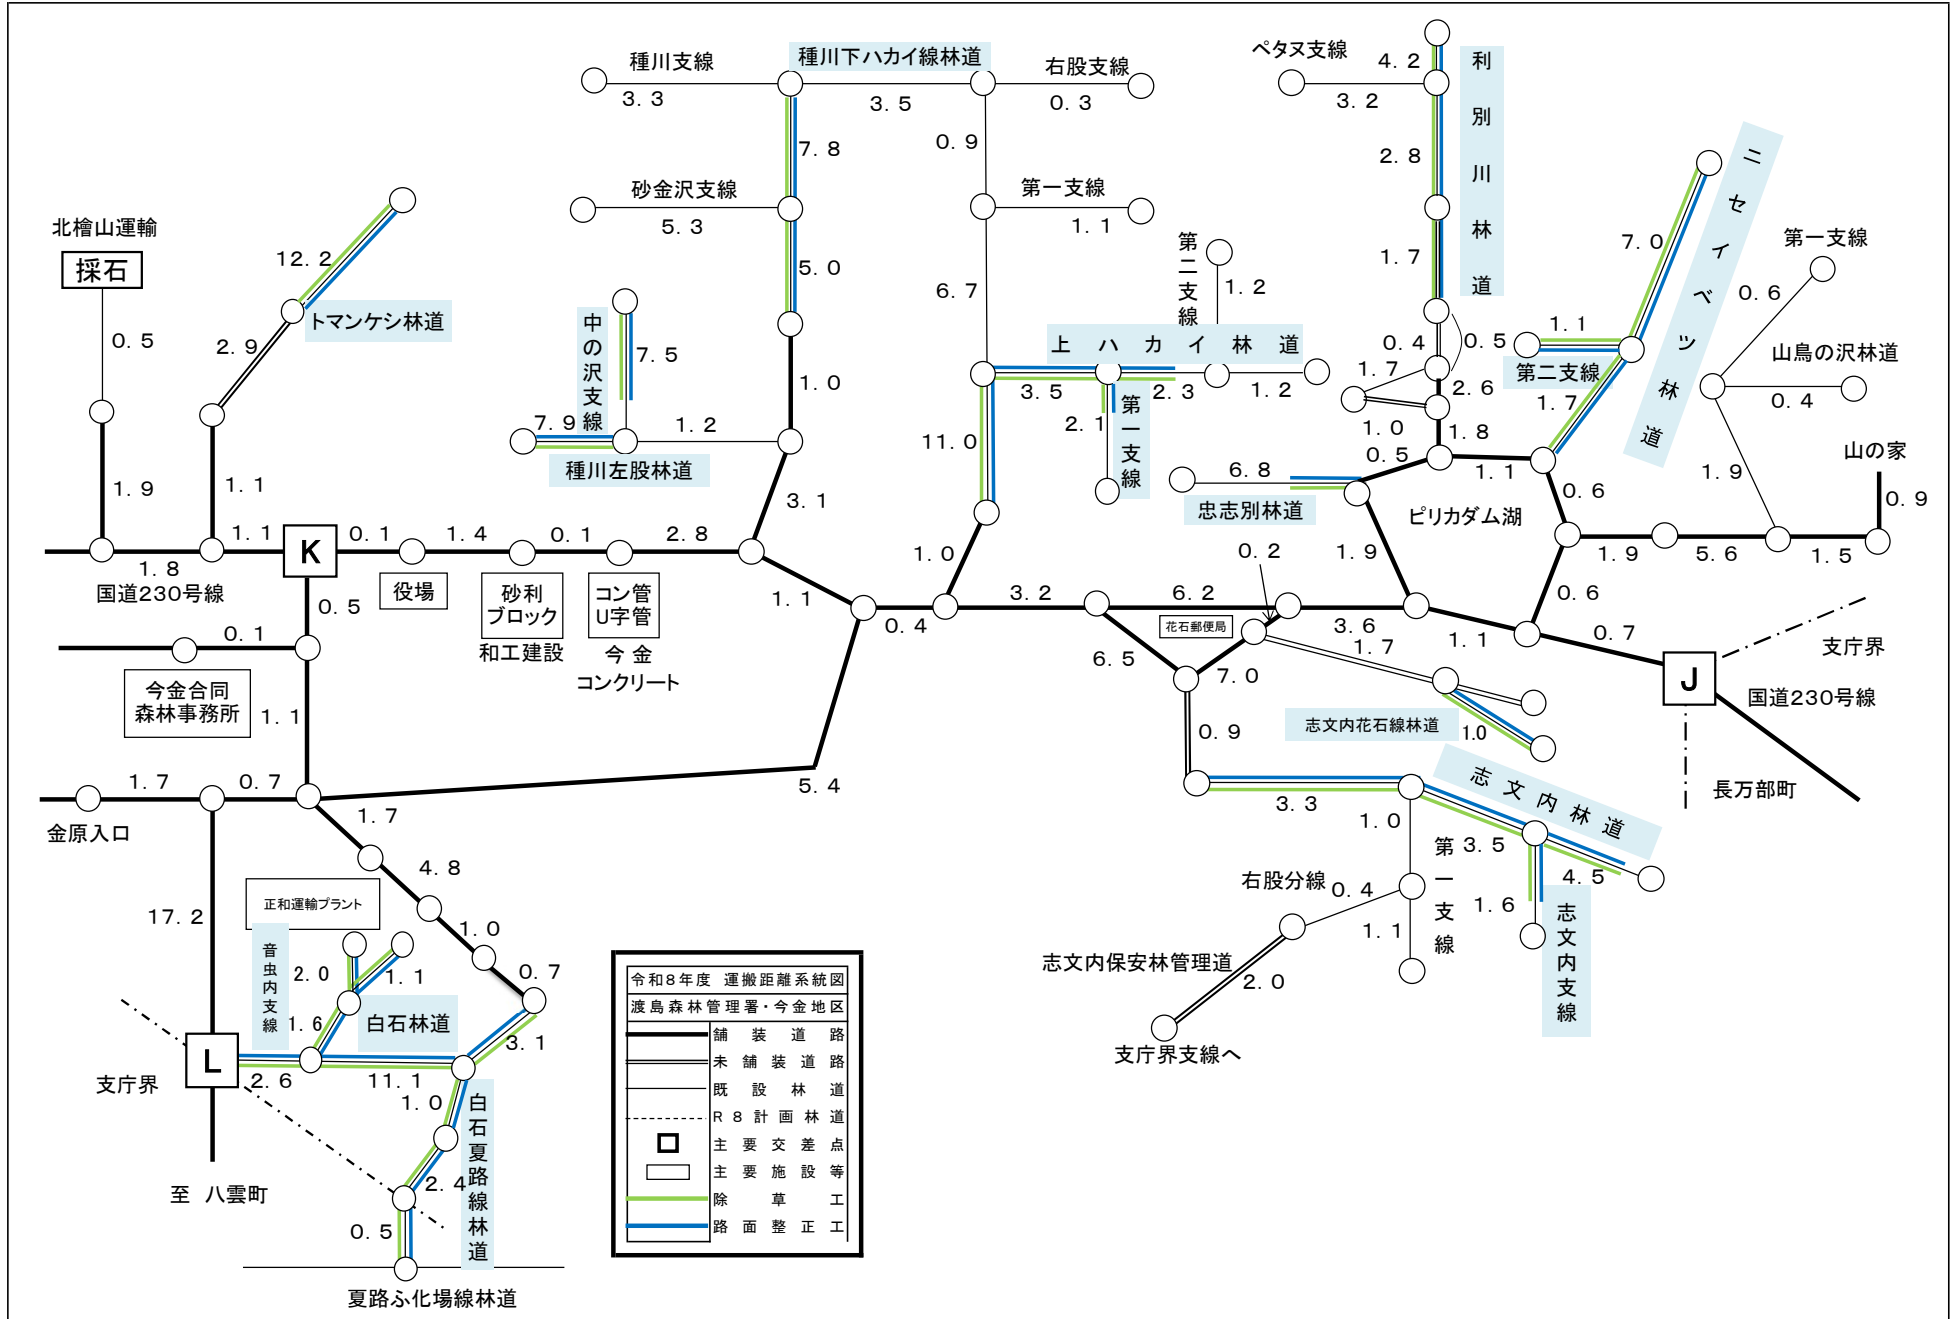 種川支線
3.3
種川下ハカイ線林道
3.5
右股支線
0.3
ペタヌ支線
3.2
4.2
利別川林道
7.8
0.9
2.8
ニセイベツ林道
砂金沢支線
5.3
第一支線
1.1
北檜山運輸
採石
12.2
トマンケシ林道
0.5
2.9
5.0
6.7
第二支線
1.2
1.7
7.0
第一支線
0.6
中の沢支線
7.5
上ハカイ林道
0.4
0.5
1.1
第二支線
山鳥の沢林道
0.4
1.0
3.5
2.3
1.2
1.7
2.6
1.7
7.9
1.2
種川左股林道
11.0
2.1
第一支線
1.0
1.8
0.5
1.1
1.9
山の家
0.9
1.9
1.1
3.1
6.8
忠志別林道
ピリカダム湖
0.6
1.8
1.1
K
0.1
1.4
0.1
2.8
1.0
0.2
1.9
1.9
5.6
1.5
国道230号線
0.5
役場
砂利
ブロック
和工建設
コン管
U字管
今 金
コンクリート
1.1
0.4
3.2
6.2
花石郵便局
3.6
1.1
0.6
0.7
0.1
今金合同
森林事務所
1.1
6.5
7.0
1.7
J
支庁界
国道230号線
長万部町
0.9
志文内花石線林道
1.0
1.7
0.7
金原入口
5.4
1.7
3.3
志文内林道
1.0
第一支線
3.5
4.5
4.8
正和運輸プラント
17.2
1.0
0.7
右股分線
0.4
1.1
1.6
志文内支線
音虫内支線
2.0
1.1
1.6
白石林道
志文内保安林管理道
2.0
支庁界支線へ
L
支庁界
2.6
11.1
3.1
1.0
白石夏路線林道
2.4
至 八雲町
0.5
夏路ふ化場線林道
令和8年度 運搬距離系統図
渡島森林管理署・今金地区
舗装道路
未舗装道路
既設林道
R8計画林道
主要交差点
主要施設等
除草工
路面整正工